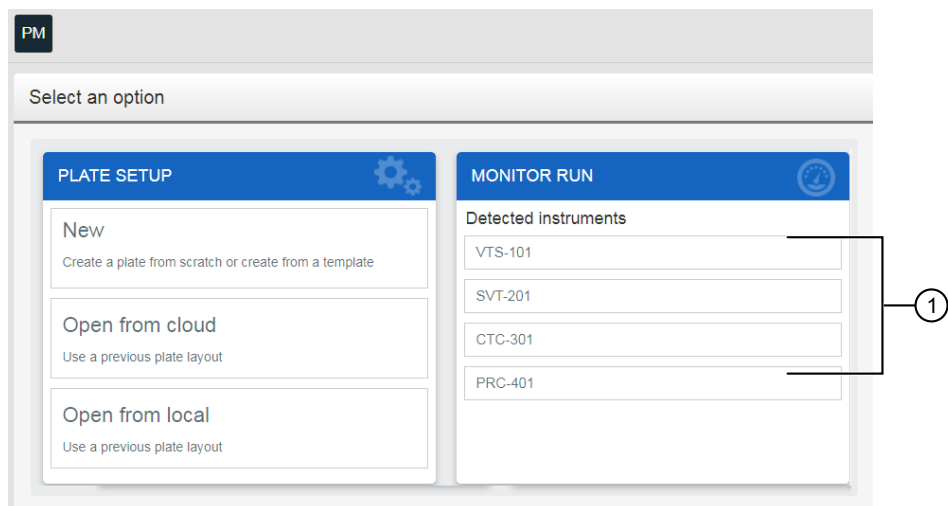 PM
Select an option
PLATE SETUP
New
Create a plate from scratch or create from a template
Open from cloud
Use a previous plate layout
Open from local
Use a previous plate layout
MONITOR RUN
Detected instruments
VTS-101
SVT-201
CTC-301
PRC-401
1